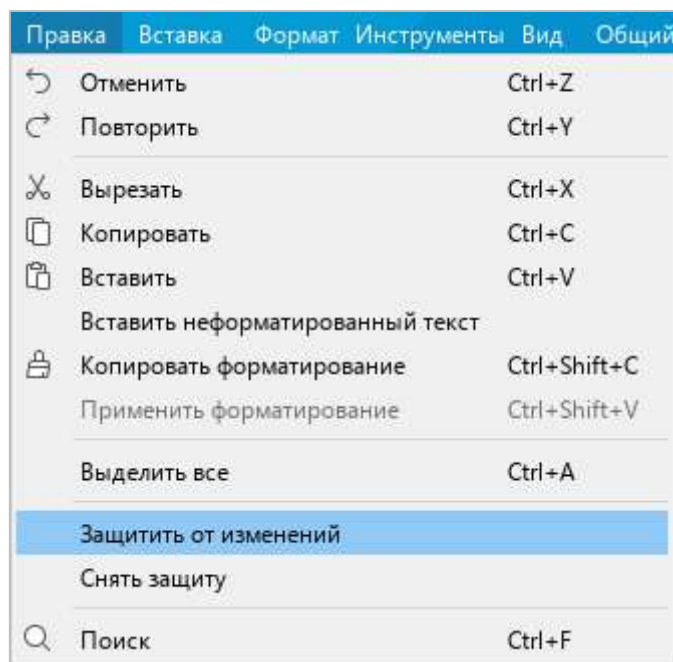 Правка Вставка Формат Инструменты Вид Общий
Отменить Ctrl+Z
Повторить Ctrl+Y
Вырезать Ctrl+X
Копировать Ctrl+C
Вставить Ctrl+V
Вставить неформатированный текст
Копировать форматирование Ctrl+Shift+C
Применить форматирование Ctrl+Shift+V
Выделить все Ctrl+A
Защитить от изменений
Снять защиту
Поиск Ctrl+F